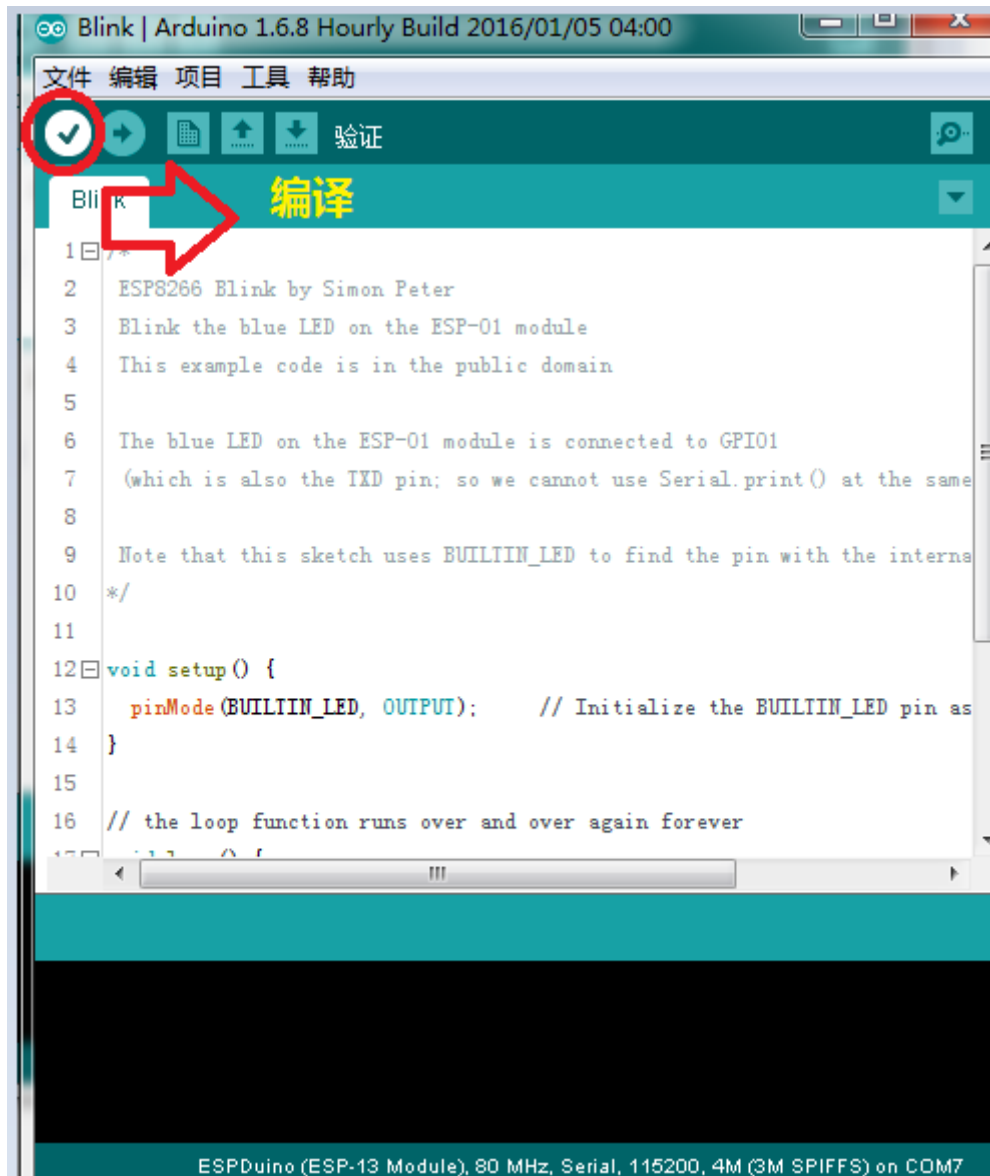 Blink | Arduino 1.6.8 Hourly Build 2016/01/05 04:00
文件 编辑 项目 工具 帮助
验证
编译
1 /*
2 ESP8266 Blink by Simon Peter
3 Blink the blue LED on the ESP-01 module
4 This example code is in the public domain
5
6 The blue LED on the ESP-01 module is connected to GPIO1
7 (which is also the TXD pin; so we cannot use Serial.print() at the same
8
9 Note that this sketch uses BUILTIN_LED to find the pin with the interna
10 */
11
12 void setup() {
13 pinMode(BUILTIN_LED, OUTPUT); // Initialize the BUILTIN_LED pin as
14 }
15
16 // the loop function runs over and over again forever
ESPDuino (ESP-13 Module), 80 MHz, Serial, 115200, 4M (3M SPIFFS) on COM7